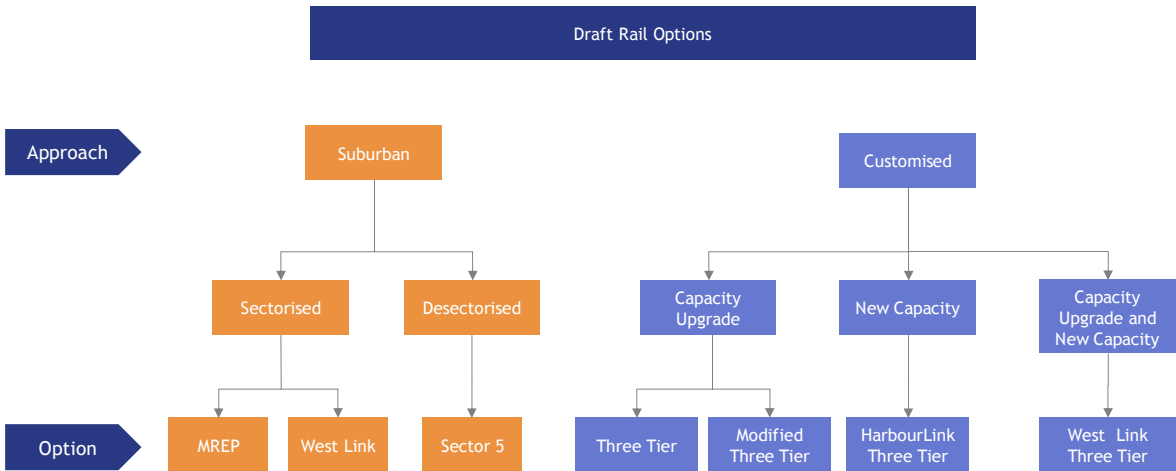 Draft Rail Options
Approach
Suburban
Customised
Sectorised
Desectorised
Capacity
Upgrade
New Capacity
Capacity
Upgrade and
New Capacity
Option
MREP
West Link
Sector 5
Three Tier
Modified
Three Tier
HarbourLink
Three Tier
West Link
Three Tier